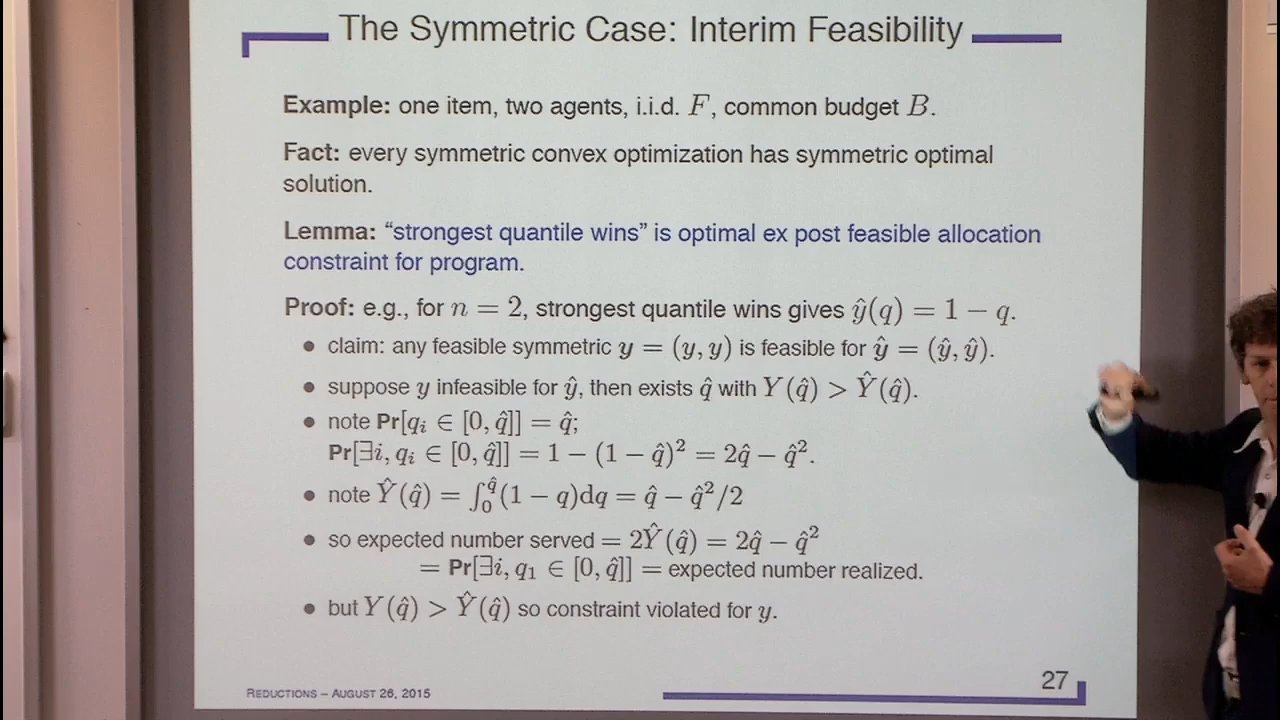 The Symmetric Case: Interim Feasibility
Example: one item, two agents, i.i.d. F, common budget B.
Fact: every symmetric convex optimization has symmetric optimal
solution.
Lemma: “strongest quantile wins” is optimal ex post feasible allocation
constraint for program.
Proof: e.g., for n = 2, strongest quantile wins gives ŷ(q) = 1 − q.
• claim: any feasible symmetric y = (y, y) is feasible for ŷ = (ŷ, ŷ).
• suppose y infeasible for ŷ, then exists q̂ with Y(q̂) > Ŷ(q̂).
• note Pr[qᵢ ∈ [0, q̂]] = q̂;
Pr[∃i, qᵢ ∈ [0, q̂]] = 1 − (1 − q̂)² = 2q̂ − q̂².
• note Ŷ(q̂) = ∫₀^q̂ (1 − q)dq = q̂ − q̂²/2
• so expected number served = 2Ŷ(q̂) = 2q̂ − q̂²
= Pr[∃i, q₁ ∈ [0, q̂]] = expected number realized.
• but Y(q̂) > Ŷ(q̂) so constraint violated for y.
27
REDUCTIONS – AUGUST 26, 2015